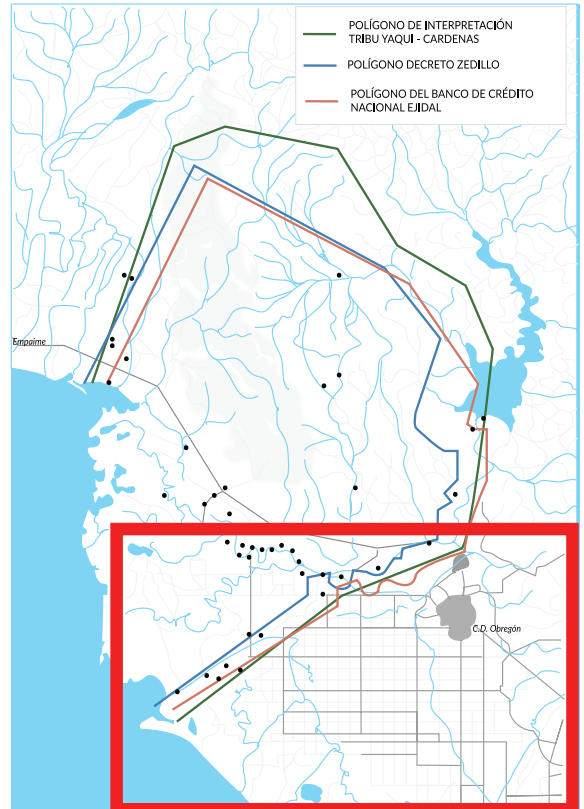 POLÍGONO DE INTERPRETACIÓN
TRIBU YAQUI - CARDENAS
POLÍGONO DECRETO ZEDILLO
POLÍGONO DEL BANCO DE CRÉDITO
NACIONAL EJIDAL
Empalme
C.D. Obregón